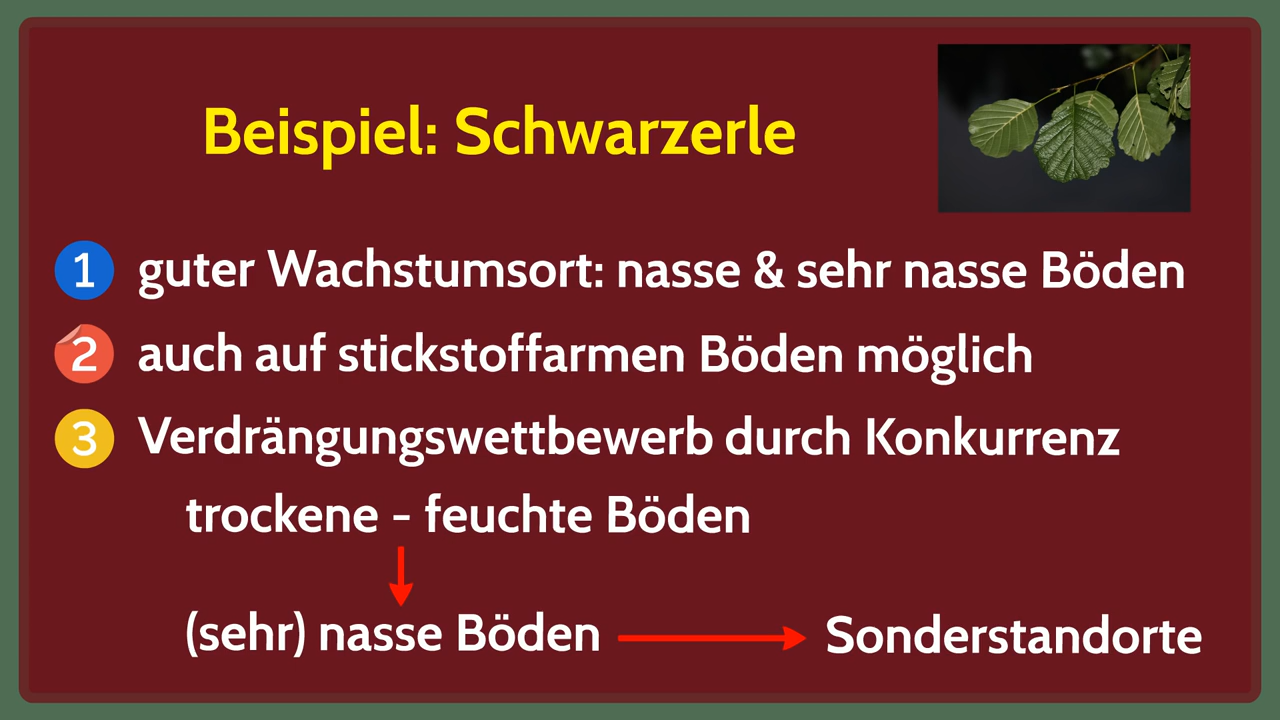 Beispiel: Schwarzerle
1 guter Wachstumsort: nasse & sehr nasse Böden
2 auch auf stickstoffarmen Böden möglich
3 Verdrängungswettbewerb durch Konkurrenz
trockene - feuchte Böden
(sehr) nasse Böden Sonderstandorte